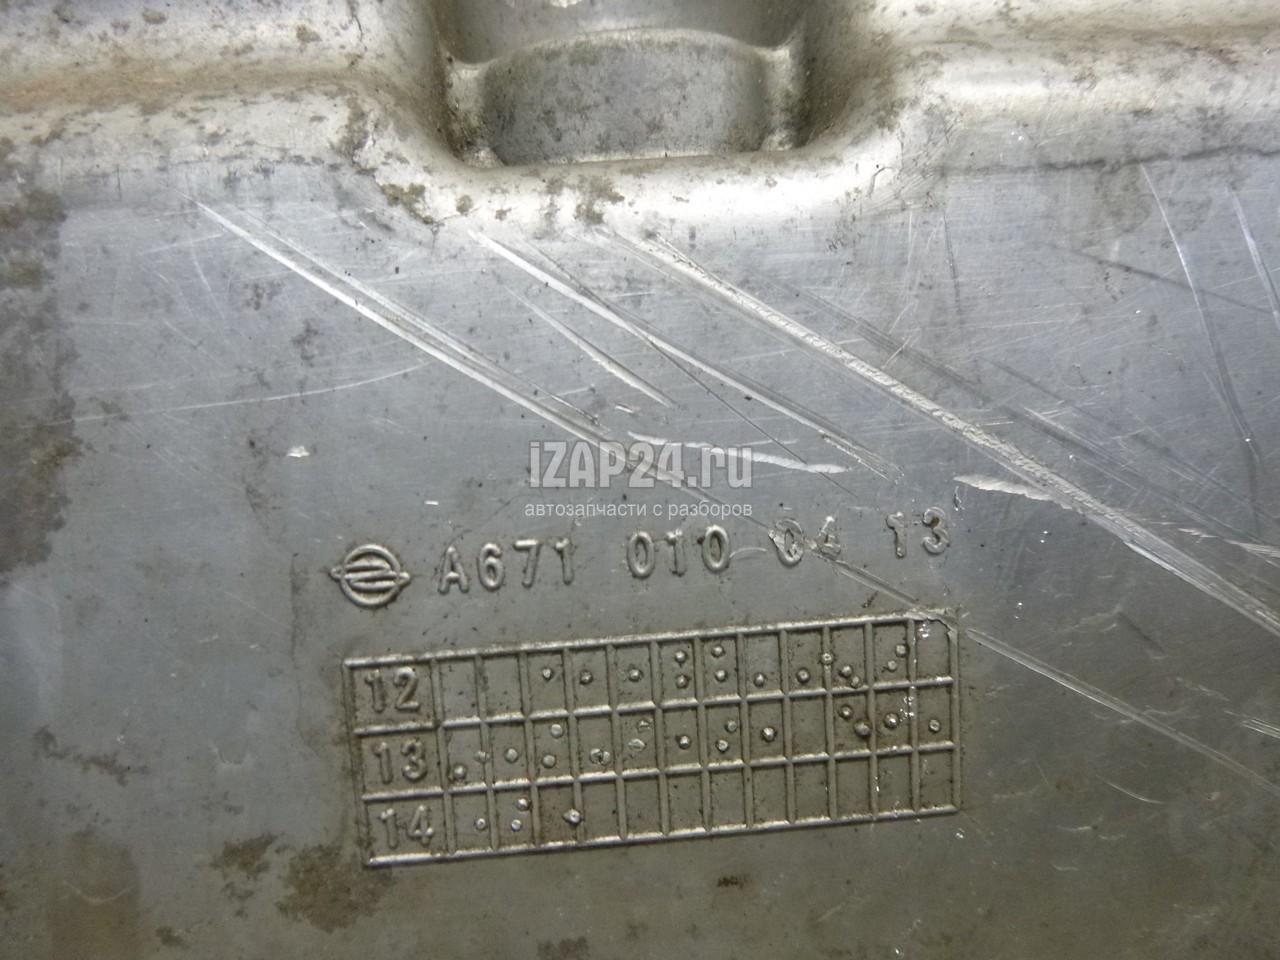 iZAP24.ru
автозапчасти с разборов
A671 010 04 13
12
13
14